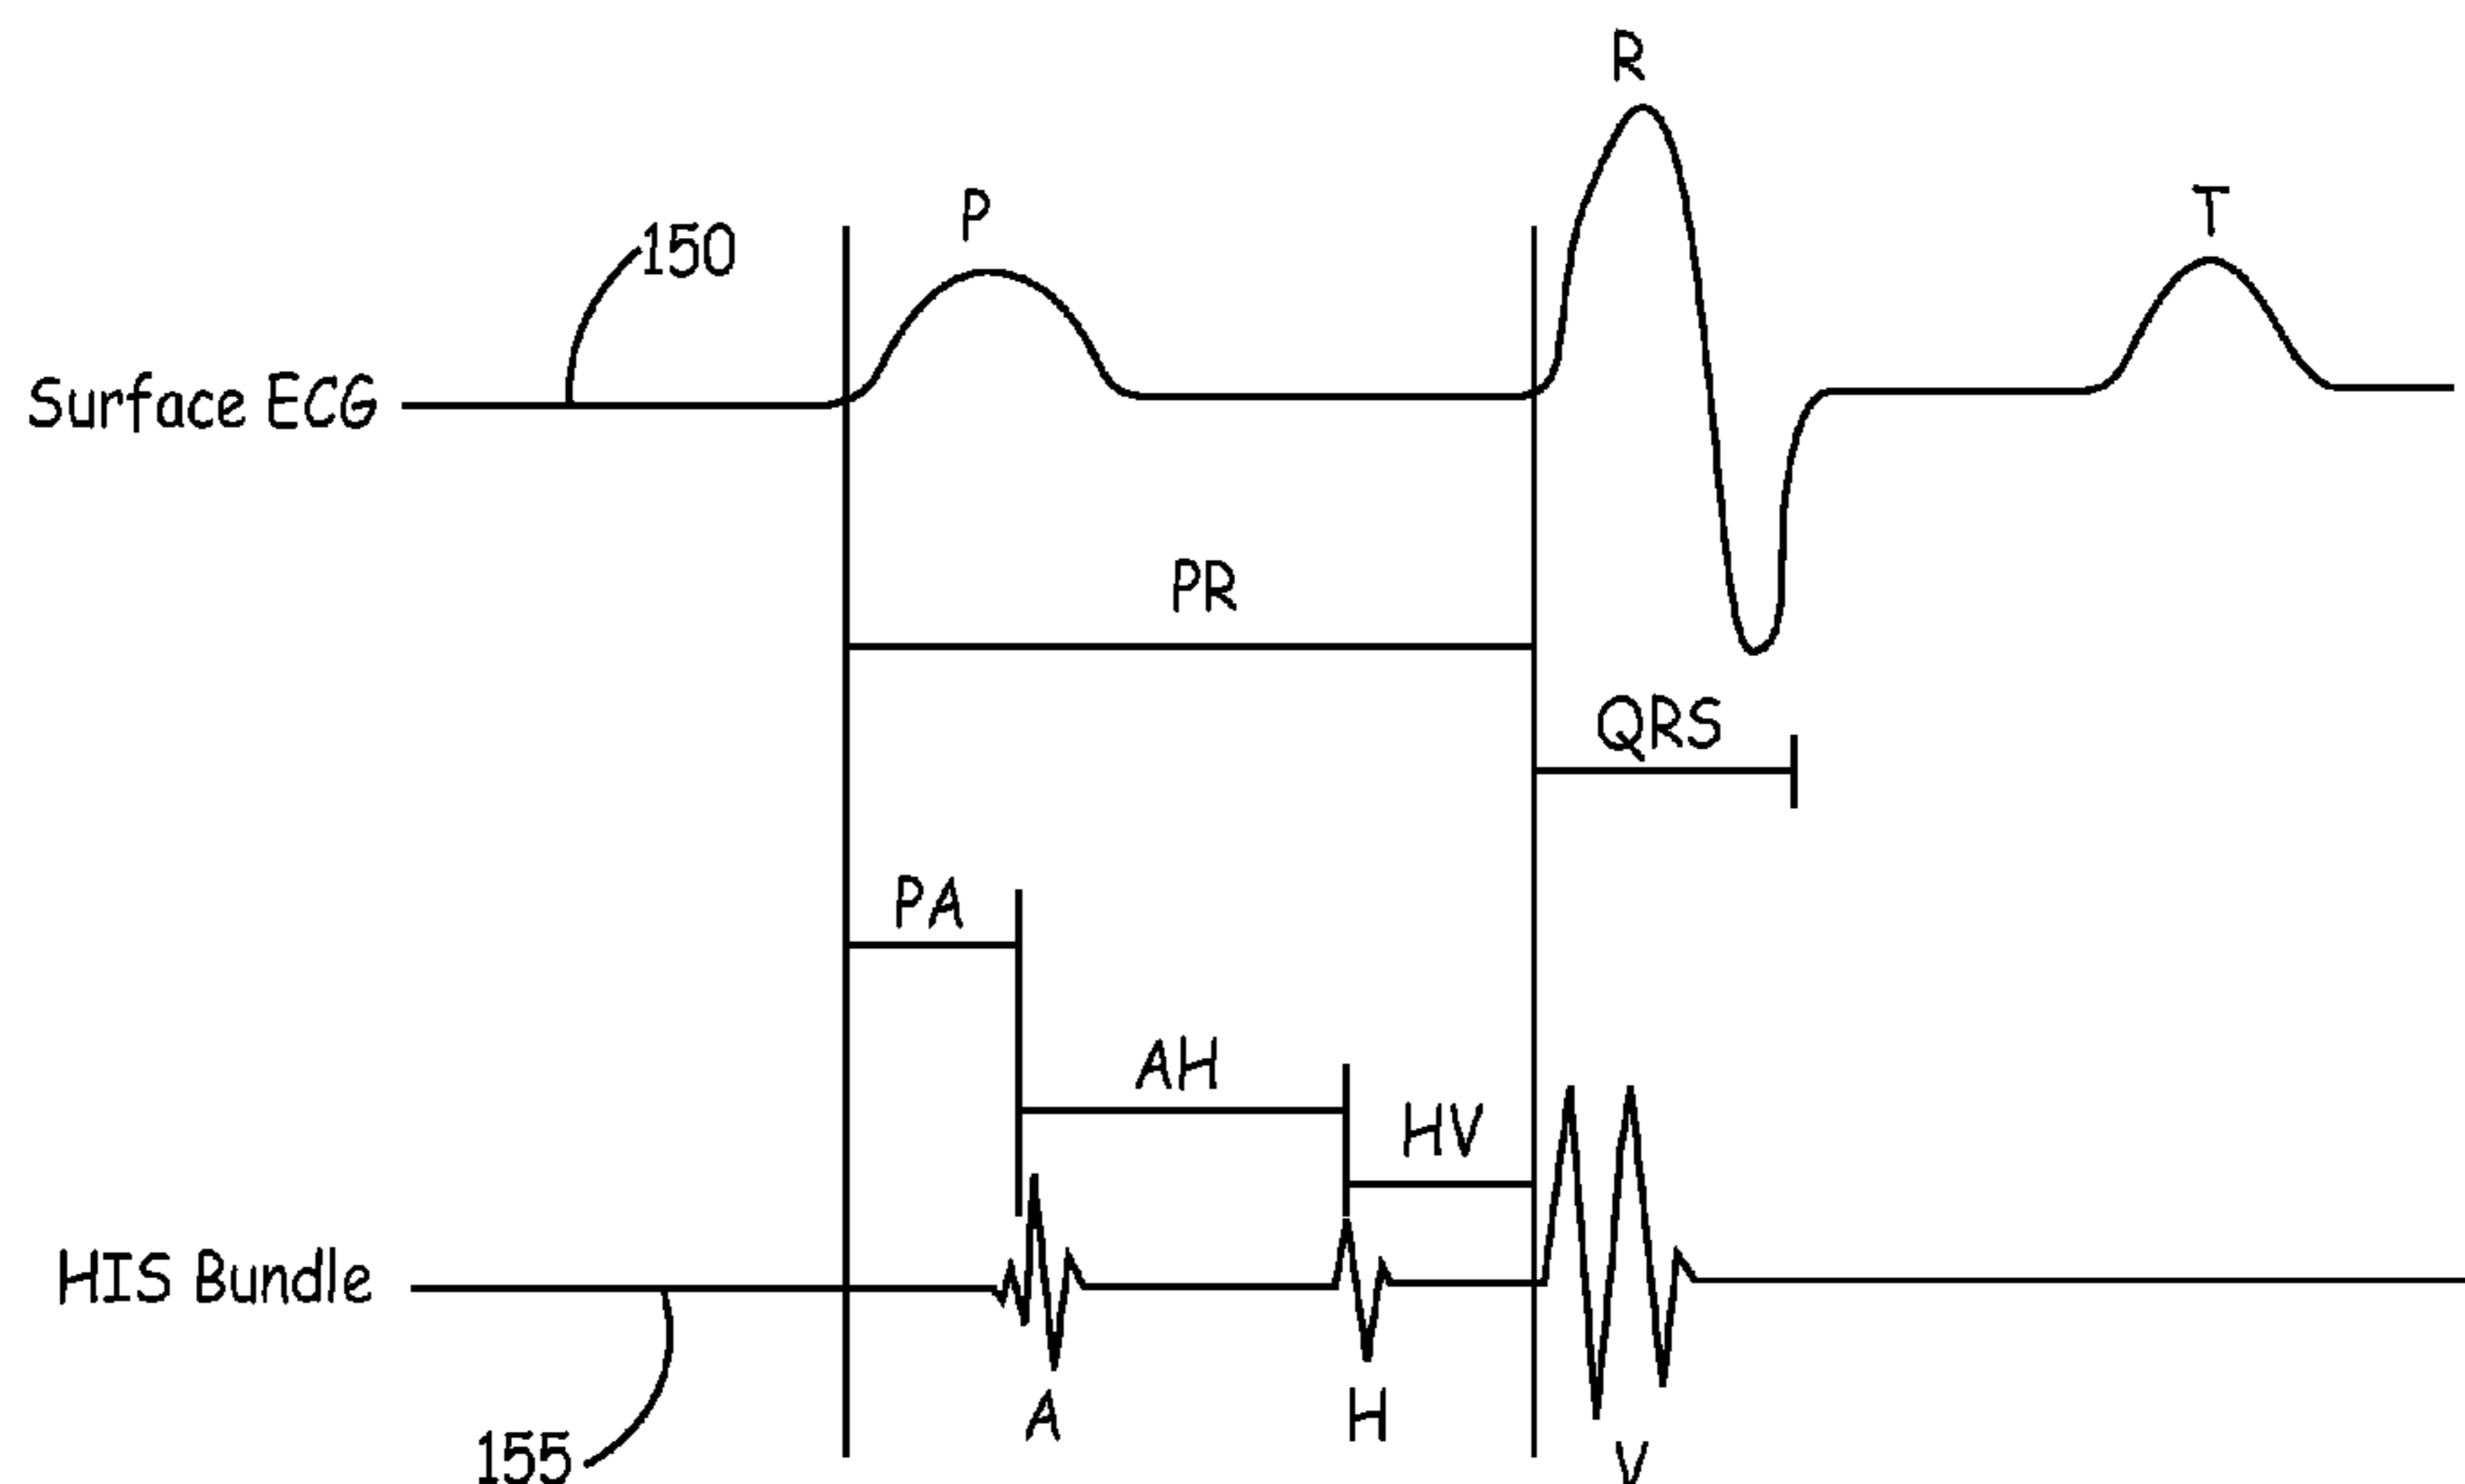 R
P
T
150
Surface ECG
PR
QRS
PA
AH
HV
HIS Bundle
A
H
155
V